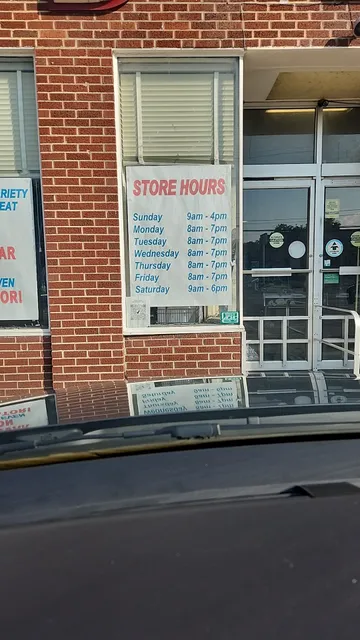 STORE HOURS
Sunday 9am - 4pm
Monday 8am - 7pm
Tuesday 8am - 7pm
Wednesday 8am - 7pm
Thursday 8am - 7pm
Friday 8am - 7pm
Saturday 9am - 6pm
RIETY
EAT
AR
VEN
ORI